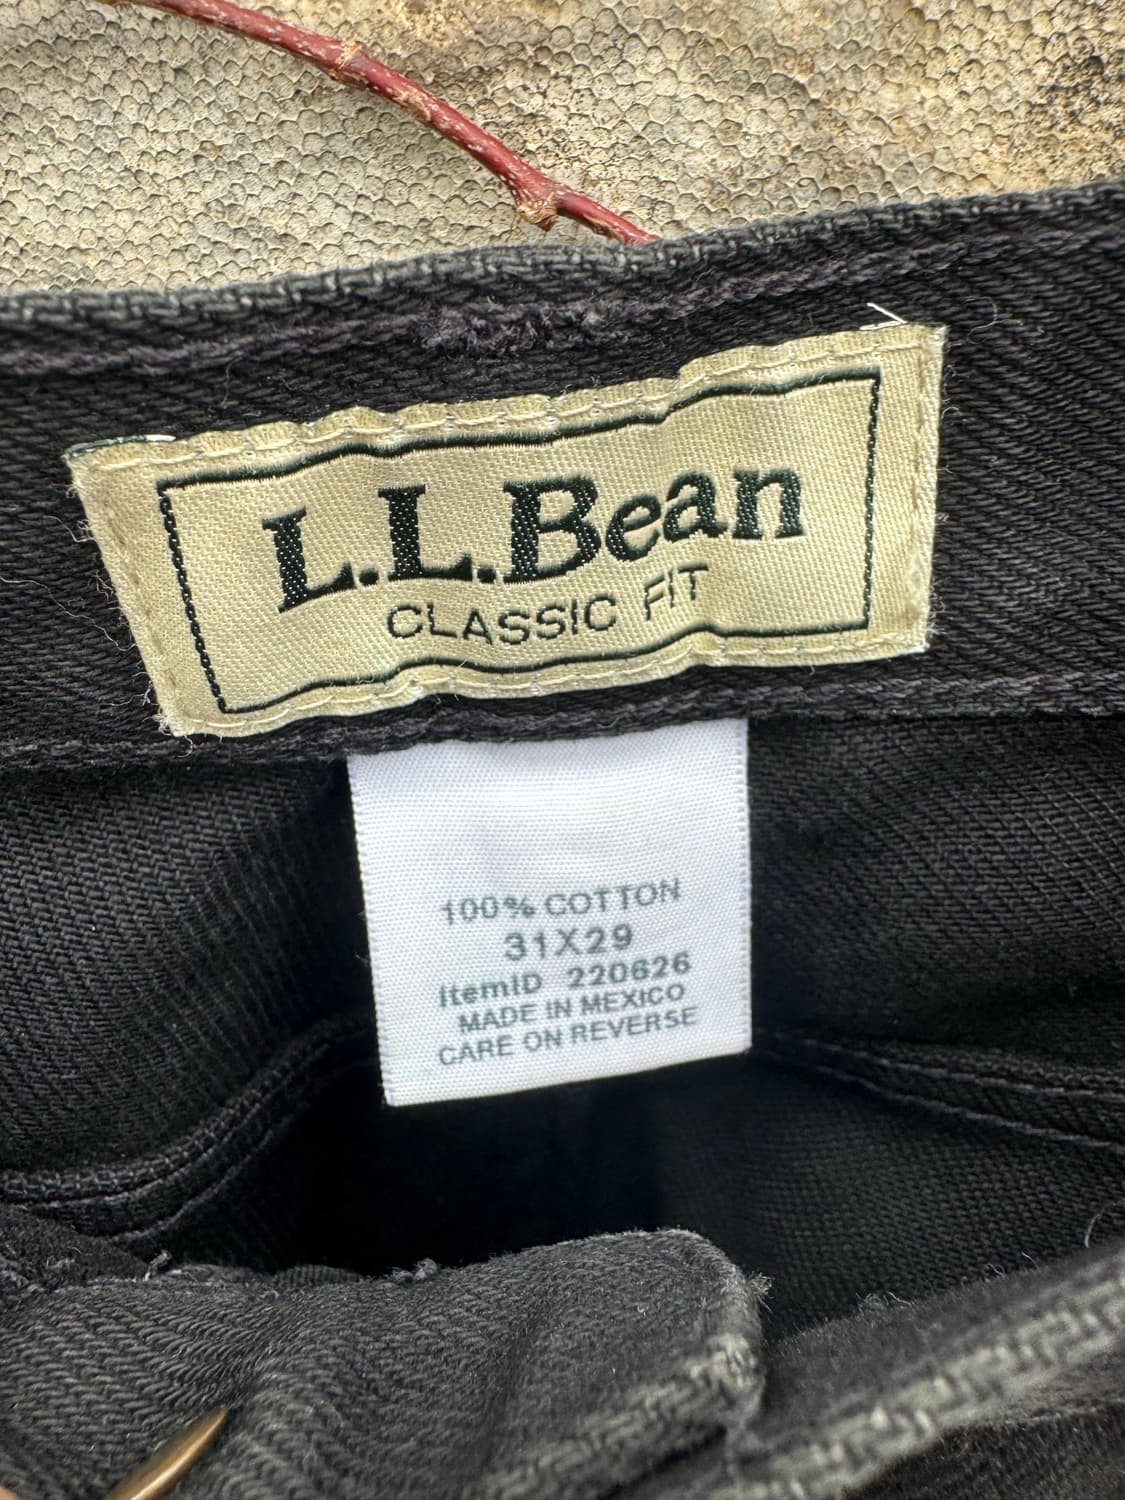 L.L.Bean
CLASSIC FIT
100% COTTON
31X29
ItemID 220626
MADE IN MEXICO
CARE ON REVERSE